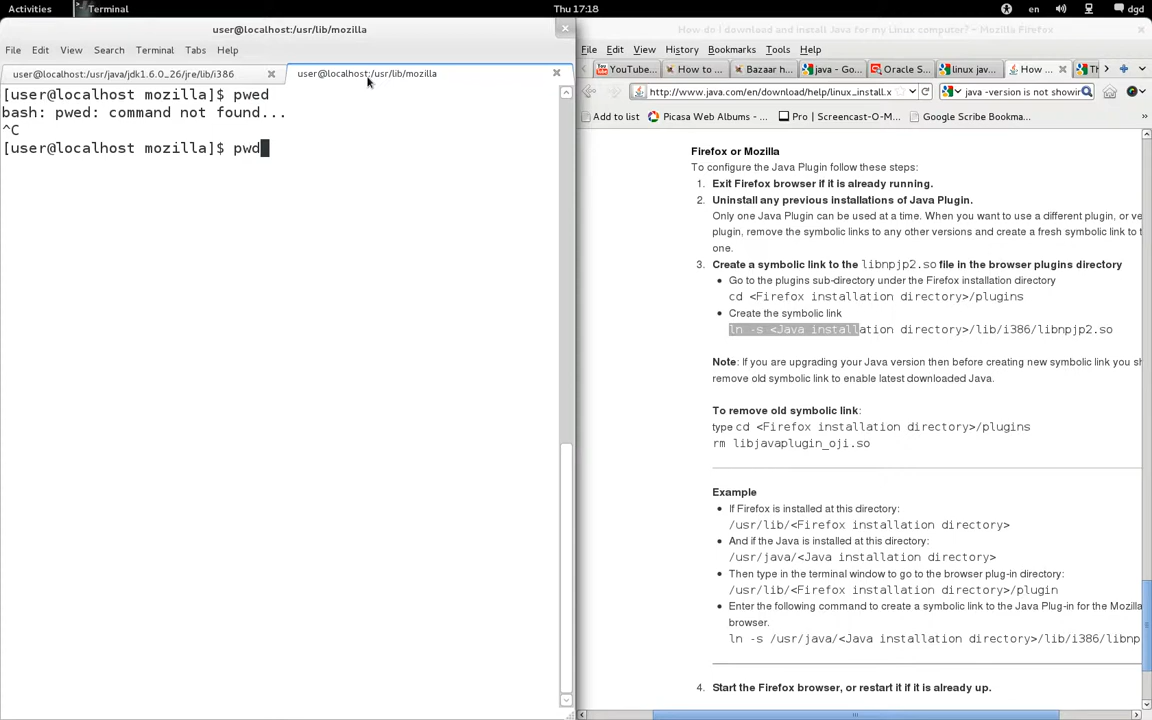 Activities Terminal Thu 17:18 en dgd
user@localhost:/usr/lib/mozilla
File Edit View Search Terminal Tabs Help
user@localhost:/usr/java/jdk1.6.0_26/jre/lib/i386
user@localhost:/usr/lib/mozilla
[user@localhost mozilla]$ pwed
bash: pwed: command not found...
^C
[user@localhost mozilla]$ pwd
How do I download and install Java for my Linux computer? - Mozilla Firefox
File Edit View History Bookmarks Tools Help
YouTu... How to ... Bazaar h... java - Go... Oracle S... linux jav... How ... Th
http://www.java.com/en/download/help/linux_install.x
java -version is not showin
Add to list Picasa Web Albums - ... Pro | Screencast-O-M... Google Scribe Bookma...
Firefox or Mozilla
To configure the Java Plugin follow these steps:
1. Exit Firefox browser if it is already running.
2. Uninstall any previous installations of Java Plugin.
Only one Java Plugin can be used at a time. When you want to use a different plugin, or ve
plugin, remove the symbolic links to any other versions and create a fresh symbolic link to t
one.
3. Create a symbolic link to the libnpjp2.so file in the browser plugins directory
Go to the plugins sub-directory under the Firefox installation directory
cd <Firefox installation directory>/plugins
Create the symbolic link
ln -s <Java installation directory>/lib/i386/libnpjp2.so
Note: If you are upgrading your Java version then before creating new symbolic link you sh
remove old symbolic link to enable latest downloaded Java.
To remove old symbolic link:
type cd <Firefox installation directory>/plugins
rm libjavaplugin_oji.so
Example
If Firefox is installed at this directory:
/usr/lib/<Firefox installation directory>
And if the Java is installed at this directory:
/usr/java/<Java installation directory>
Then type in the terminal window to go to the browser plug-in directory:
/usr/lib/<Firefox installation directory>/plugin
Enter the following command to create a symbolic link to the Java Plug-in for the Mozilla
browser.
ln -s /usr/java/<Java installation directory>/lib/i386/libnp
4. Start the Firefox browser, or restart it if it is already up.